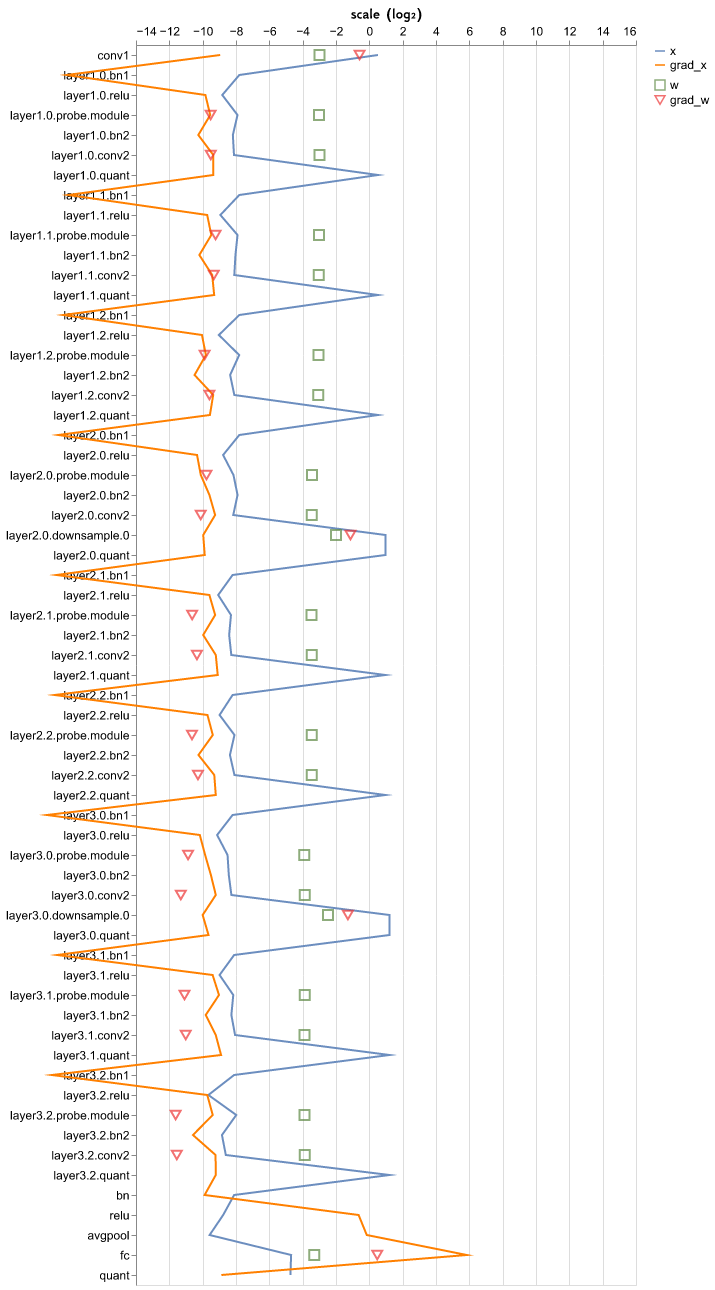 scale (log₂)
−14 −12 −10 −8 −6 −4 −2 0 2 4 6 8 10 12 14 16
conv1
layer1.0.bn1
layer1.0.relu
layer1.0.probe.module
layer1.0.bn2
layer1.0.conv2
layer1.0.quant
layer1.1.bn1
layer1.1.relu
layer1.1.probe.module
layer1.1.bn2
layer1.1.conv2
layer1.1.quant
layer1.2.bn1
layer1.2.relu
layer1.2.probe.module
layer1.2.bn2
layer1.2.conv2
layer1.2.quant
layer2.0.bn1
layer2.0.relu
layer2.0.probe.module
layer2.0.bn2
layer2.0.conv2
layer2.0.downsample.0
layer2.0.quant
layer2.1.bn1
layer2.1.relu
layer2.1.probe.module
layer2.1.bn2
layer2.1.conv2
layer2.1.quant
layer2.2.bn1
layer2.2.relu
layer2.2.probe.module
layer2.2.bn2
layer2.2.conv2
layer2.2.quant
layer3.0.bn1
layer3.0.relu
layer3.0.probe.module
layer3.0.bn2
layer3.0.conv2
layer3.0.downsample.0
layer3.0.quant
layer3.1.bn1
layer3.1.relu
layer3.1.probe.module
layer3.1.bn2
layer3.1.conv2
layer3.1.quant
layer3.2.bn1
layer3.2.relu
layer3.2.probe.module
layer3.2.bn2
layer3.2.conv2
layer3.2.quant
bn
relu
avgpool
fc
quant
x
grad_x
w
grad_w